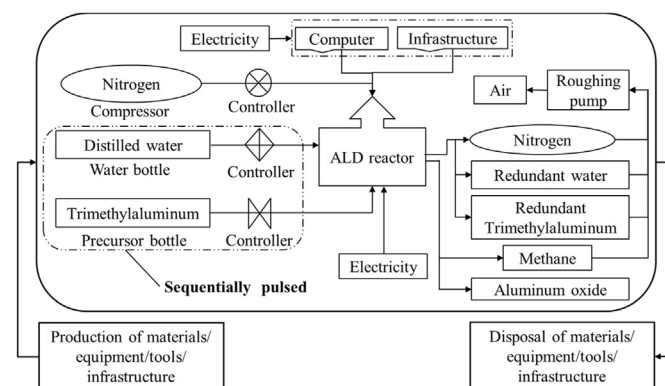 Electricity
Computer
Infrastructure
Nitrogen
Compressor
Controller
Air
Roughing
pump
Distilled water
Water bottle
Controller
ALD reactor
Nitrogen
Redundant water
Trimethylaluminum
Precursor bottle
Controller
Redundant
Trimethylaluminum
Electricity
Methane
Sequentially pulsed
Aluminum oxide
Production of materials/
equipment/tools/
infrastructure
Disposal of materials/
equipment/tools/
infrastructure